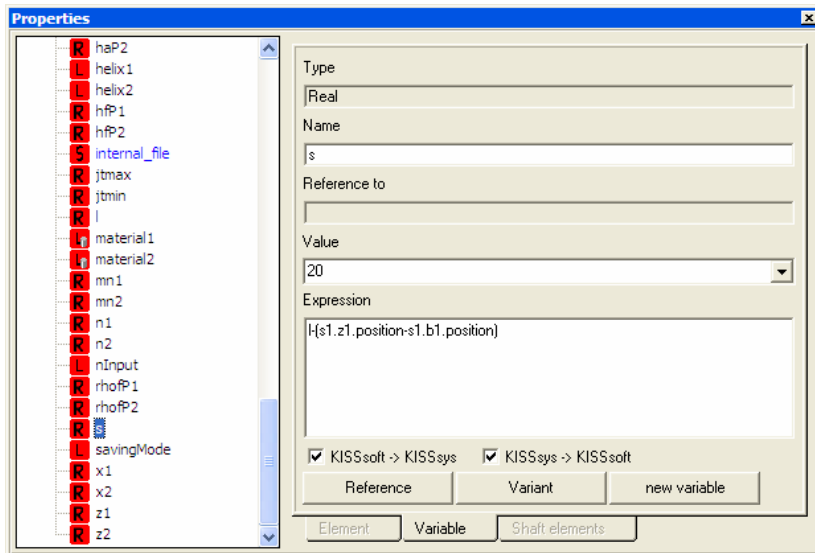 Properties
R haP2
L helix1
L helix2
R hfP1
R hfP2
S internal_file
R jtmax
R jtmin
R l
L material1
L material2
R mn1
R mn2
R n1
R n2
L nInput
R rhofP1
R rhofP2
R s
L savingMode
R x1
R x2
R z1
R z2
Type
Real
Name
s
Reference to
Value
20
Expression
l-(s1.z1.position-s1.b1.position)
KISSsoft -> KISSsys KISSsys -> KISSsoft
Reference Variant new variable
Element Variable Shaft elements